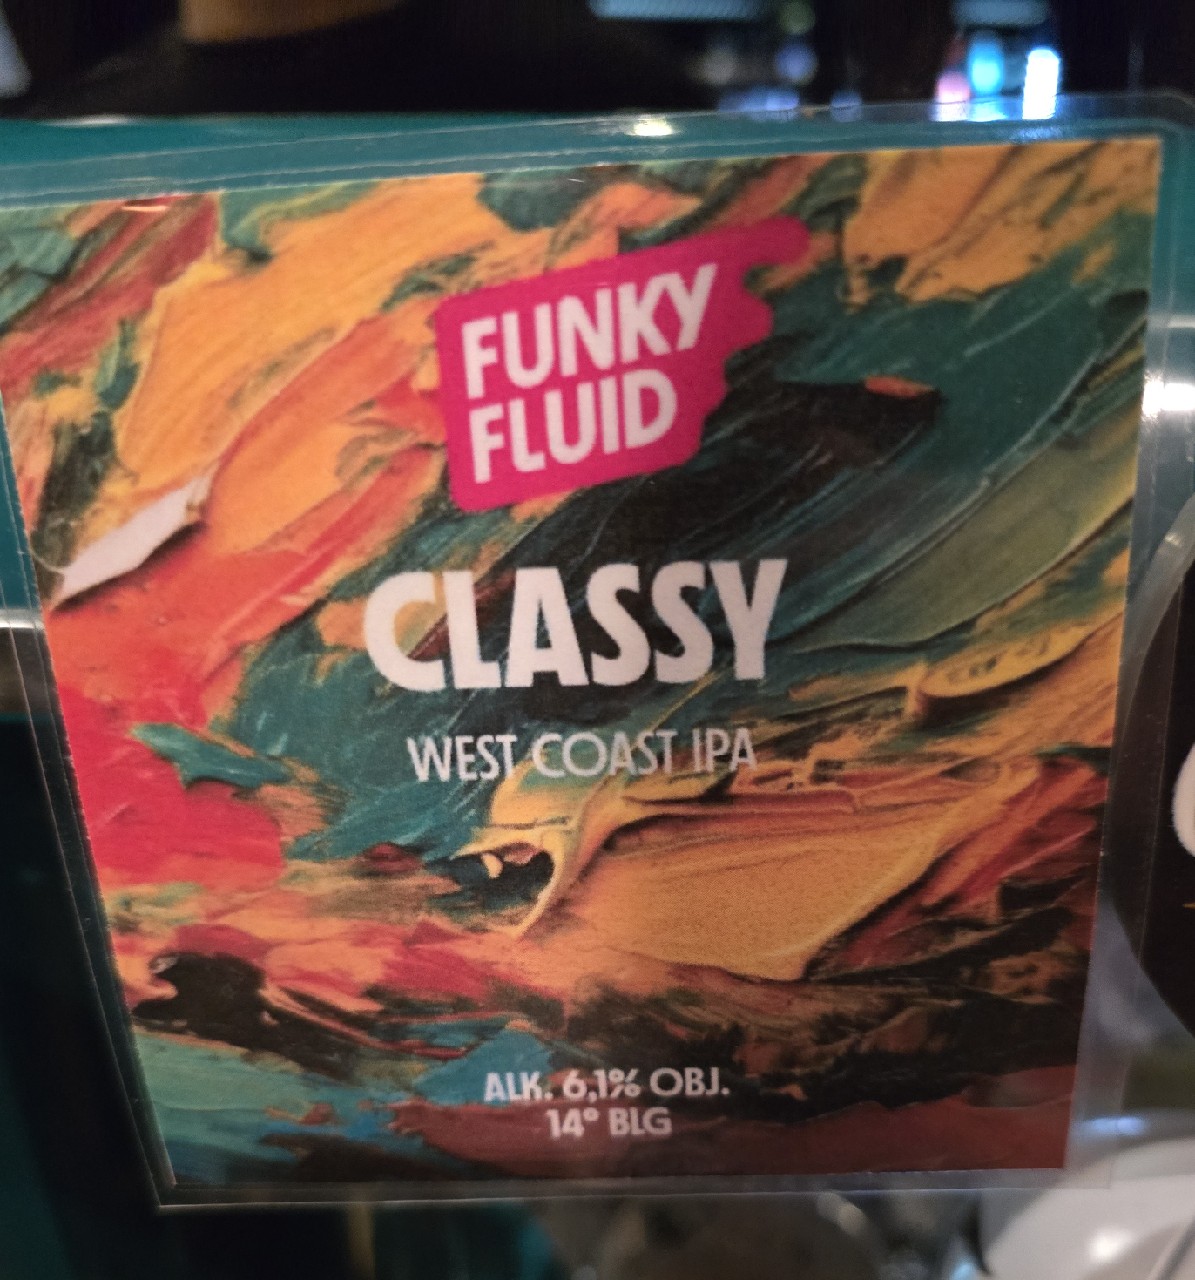 FUNKY
FLUID
CLASSY
WEST COAST IPA
ALK. 6,1% OBJ.
14° BLG